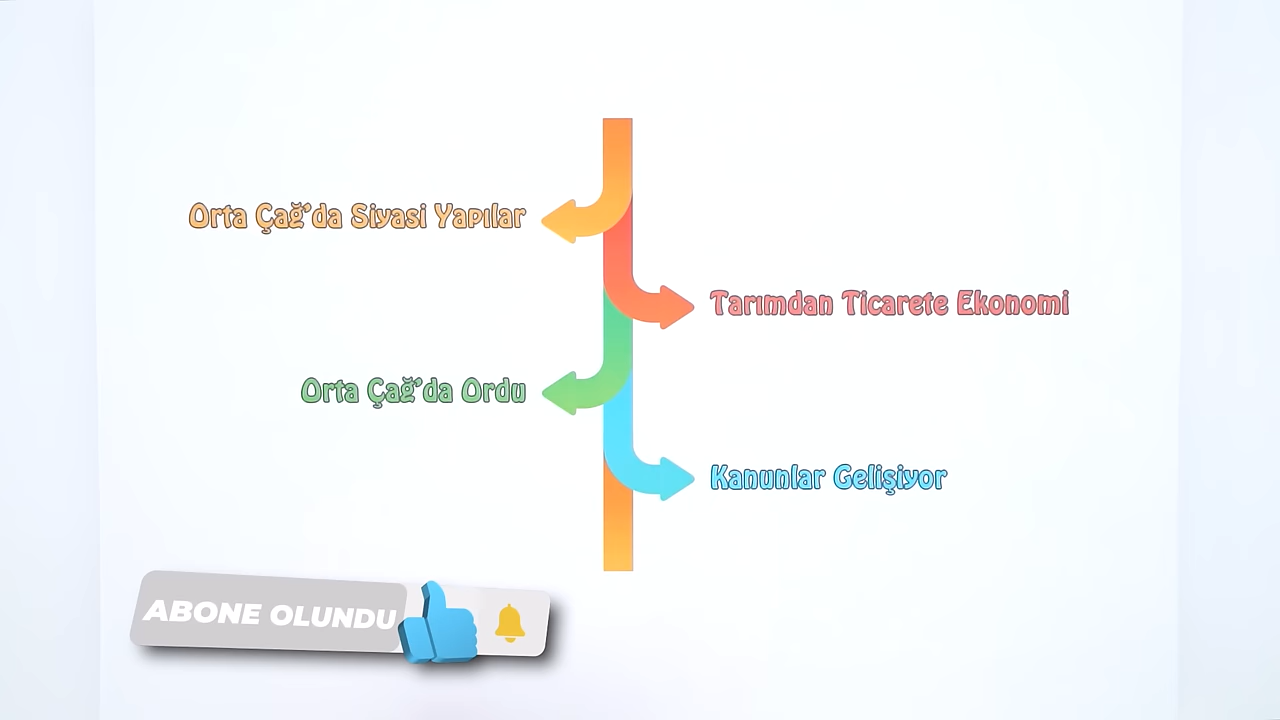 Orta Çağ'da Siyasi Yapılar
Tarımdan Ticarete Ekonomi
Orta Çağ'da Ordu
Kanunlar Gelişiyor
ABONE OLUNDU